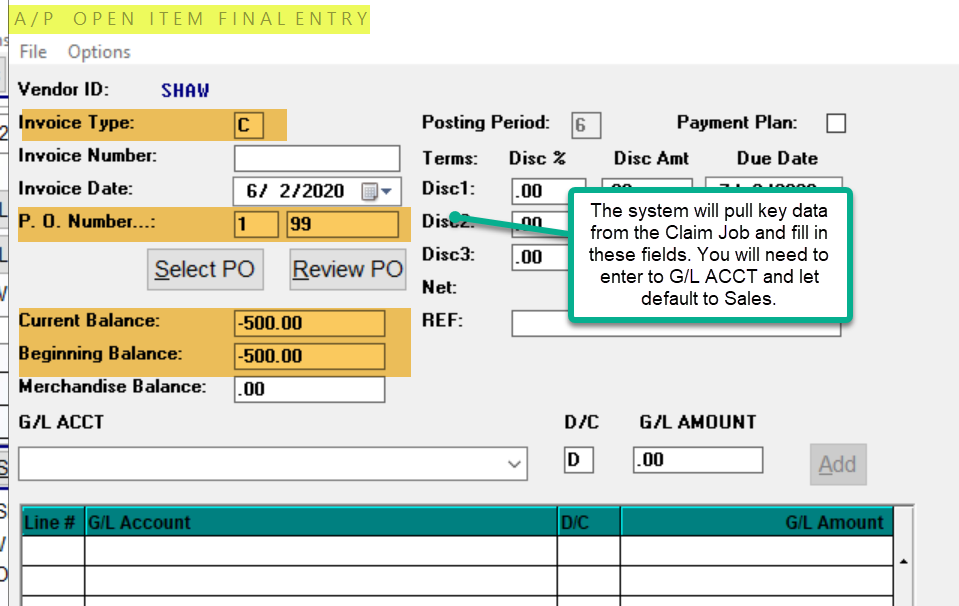 A/P OPEN ITEM FINAL ENTRY
File Options
Vendor ID: SHAW
Invoice Type: C Posting Period: 6 Payment Plan:
Invoice Number: Terms: Disc % Disc Amt Due Date
Invoice Date: 6/ 2/2020 Disc1: .00
P. O. Number...: 1 99 Disc2: .00
Select PO Review PO Disc3: .00
Net:
The system will pull key data
from the Claim Job and fill in
these fields. You will need to
enter to G/L ACCT and let
default to Sales.
Current Balance: -500.00 REF:
Beginning Balance: -500.00
Merchandise Balance: .00
G/L ACCT D/C G/L AMOUNT
D .00 Add
Line # G/L Account D/C G/L Amount